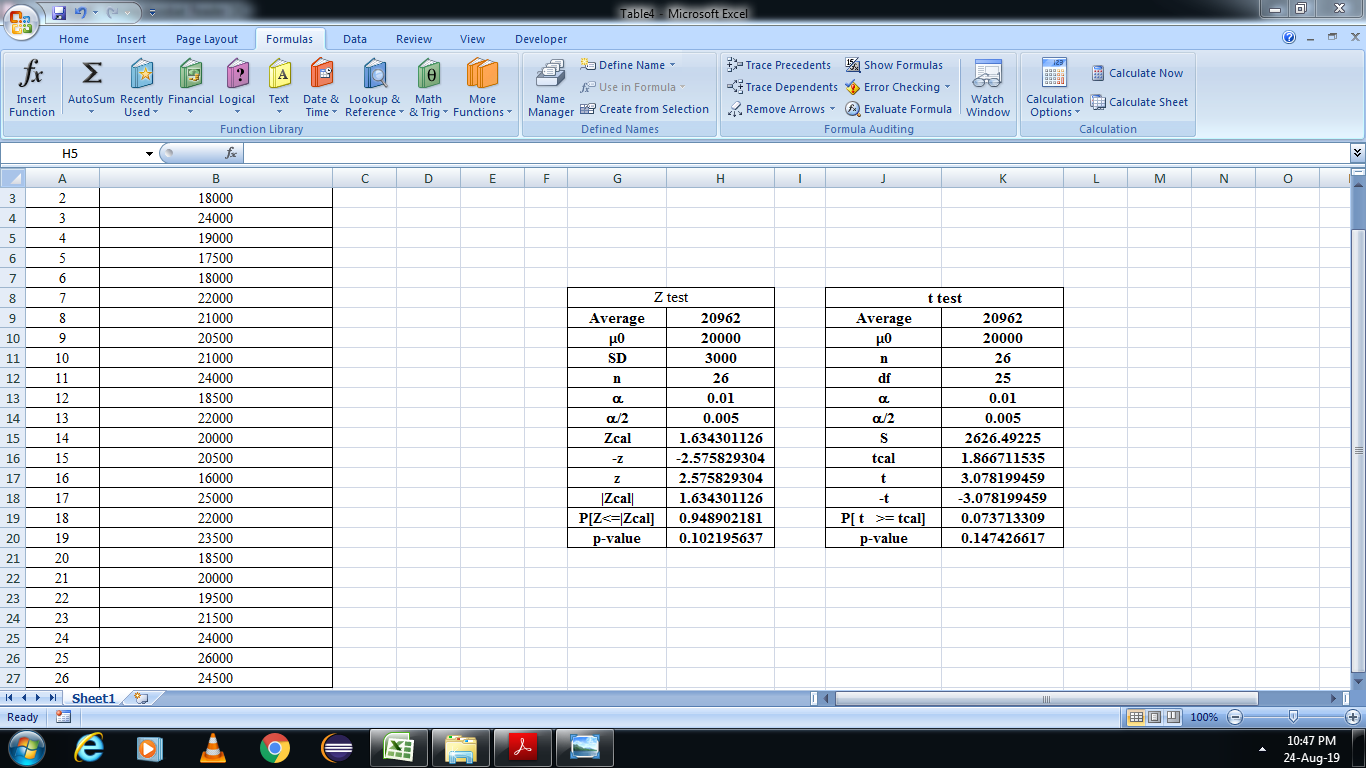 Table4 - Microsoft Excel
Home Insert Page Layout Formulas Data Review View Developer
fx Insert Function
Σ AutoSum
Recently Used
Financial
Logical
Text
Date & Time
Lookup & Reference
Math & Trig
More Functions
Function Library
Name Manager
Define Name
Use in Formula
Create from Selection
Defined Names
Trace Precedents
Trace Dependents
Remove Arrows
Show Formulas
Error Checking
Evaluate Formula
Watch Window
Formula Auditing
Calculation Options
Calculate Now
Calculate Sheet
Calculation
H5 fx
A B C D E F G H I J K L M N O
3 2 18000
4 3 24000
5 4 19000
6 5 17500
7 6 18000
8 7 22000 Z test t test
9 8 21000 Average 20962 Average 20962
10 9 20500 μ0 20000 μ0 20000
11 10 21000 SD 3000 n 26
12 11 24000 n 26 df 25
13 12 18500 α 0.01 α 0.01
14 13 22000 α/2 0.005 α/2 0.005
15 14 20000 Zcal 1.634301126 S 2626.49225
16 15 20500 -z -2.575829304 tcal 1.866711535
17 16 16000 z 2.575829304 t 3.078199459
18 17 25000 |Zcal| 1.634301126 -t -3.078199459
19 18 22000 P[Z<=|Zcal] 0.948902181 P[ t >= tcal] 0.073713309
20 19 23500 p-value 0.102195637 p-value 0.147426617
21 20 18500
22 21 20000
23 22 19500
24 23 21500
25 24 24000
26 25 26000
27 26 24500
Sheet1
Ready 100%
10:47 PM
24-Aug-19